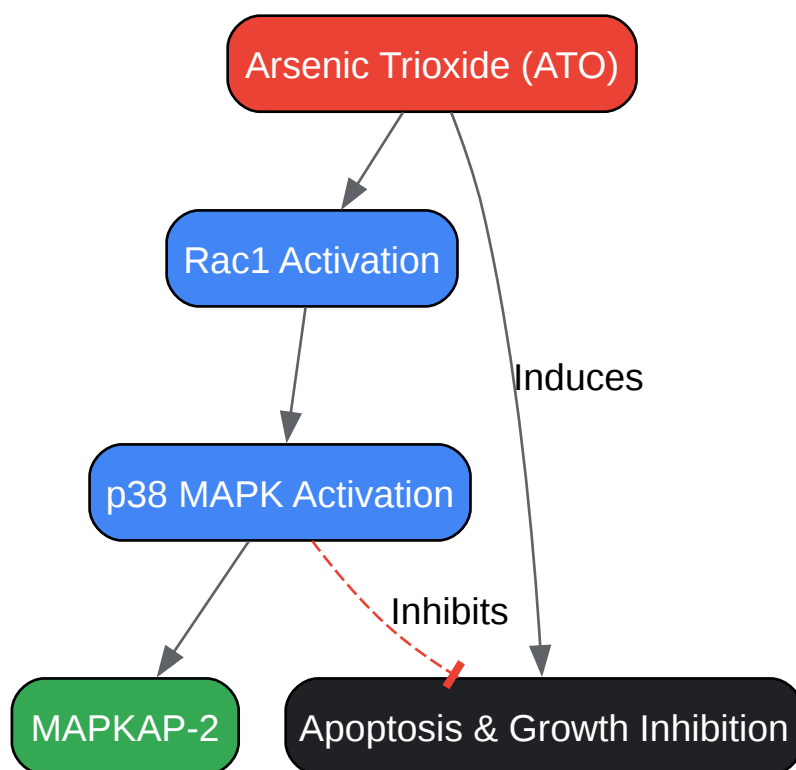 Arsenic Trioxide (ATO)
Rac1 Activation
Induces
p38 MAPK Activation
Inhibits
MAPKAP-2
Apoptosis & Growth Inhibition